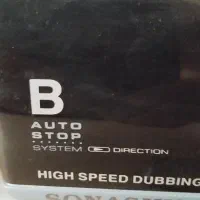 B
AUTO
STOP
SYSTEM DIRECTION
HIGH SPEED DUBBING